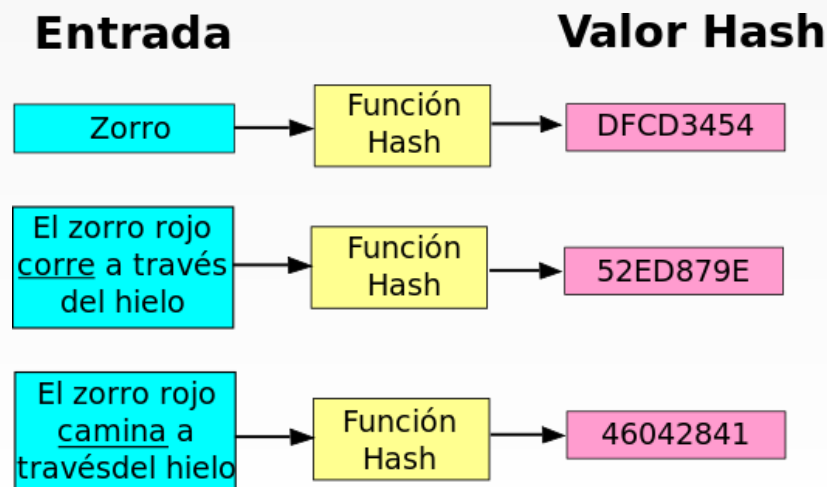 Entrada
Valor Hash
Zorro
Función
Hash
DFCD3454
El zorro rojo
corre a través
del hielo
Función
Hash
52ED879E
El zorro rojo
camina a
travésdel hielo
Función
Hash
46042841